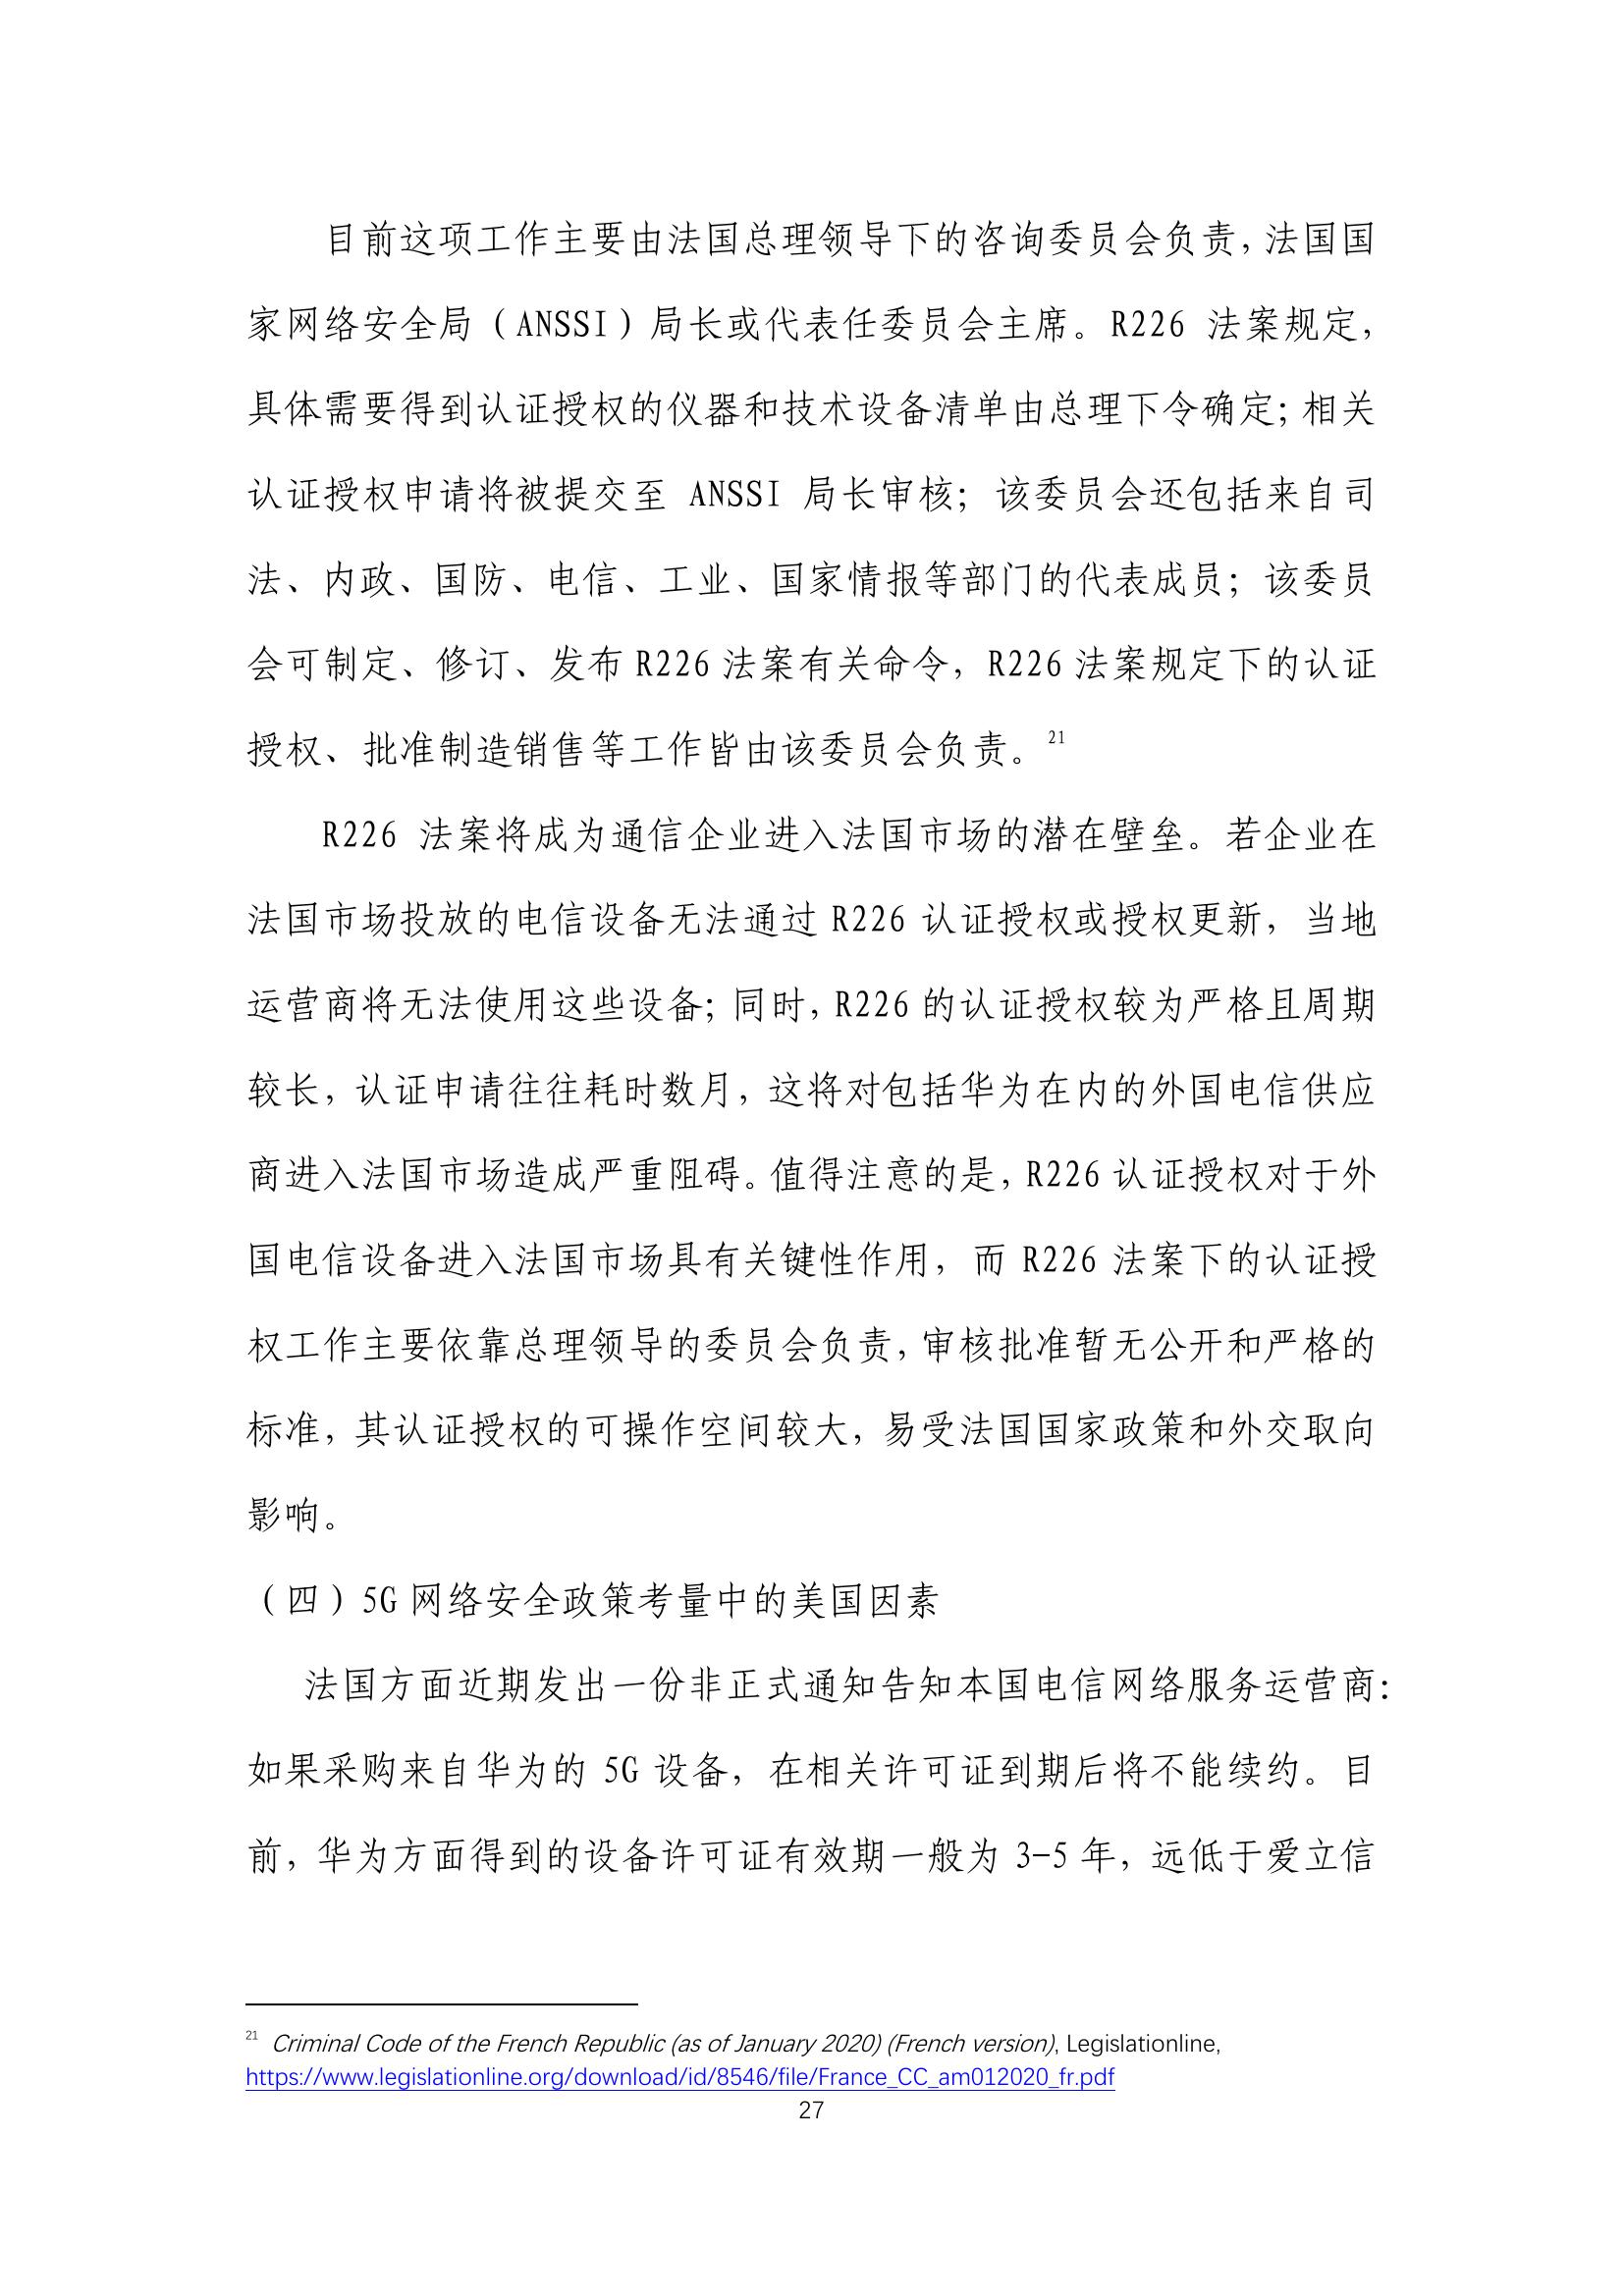 目前这项工作主要由法国总理领导下的咨询委员会负责，法国国
家网络安全局（ANSSI）局长或代表任委员会主席。R226 法案规定，
具体需要得到认证授权的仪器和技术设备清单由总理下令确定；相关
认证授权申请将被提交至 ANSSI 局长审核；该委员会还包括来自司
法、内政、国防、电信、工业、国家情报等部门的代表成员；该委员
会可制定、修订、发布 R226 法案有关命令，R226 法案规定下的认证
授权、批准制造销售等工作皆由该委员会负责。21
R226 法案将成为通信企业进入法国市场的潜在壁垒。若企业在
法国市场投放的电信设备无法通过 R226 认证授权或授权更新，当地
运营商将无法使用这些设备；同时，R226 的认证授权较为严格且周期
较长，认证申请往往耗时数月，这将对包括华为在内的外国电信供应
商进入法国市场造成严重阻碍。值得注意的是，R226 认证授权对于外
国电信设备进入法国市场具有关键性作用，而 R226 法案下的认证授
权工作主要依靠总理领导的委员会负责，审核批准暂无公开和严格的
标准，其认证授权的可操作空间较大，易受法国国家政策和外交取向
影响。
（四）5G 网络安全政策考量中的美国因素
法国方面近期发出一份非正式通知告知本国电信网络服务运营商：
如果采购来自华为的 5G 设备，在相关许可证到期后将不能续约。目
前，华为方面得到的设备许可证有效期一般为 3-5 年，远低于爱立信
21 Criminal Code of the French Republic (as of January 2020) (French version), Legislationline,
https://www.legislationline.org/download/id/8546/file/France_CC_am012020_fr.pdf
27